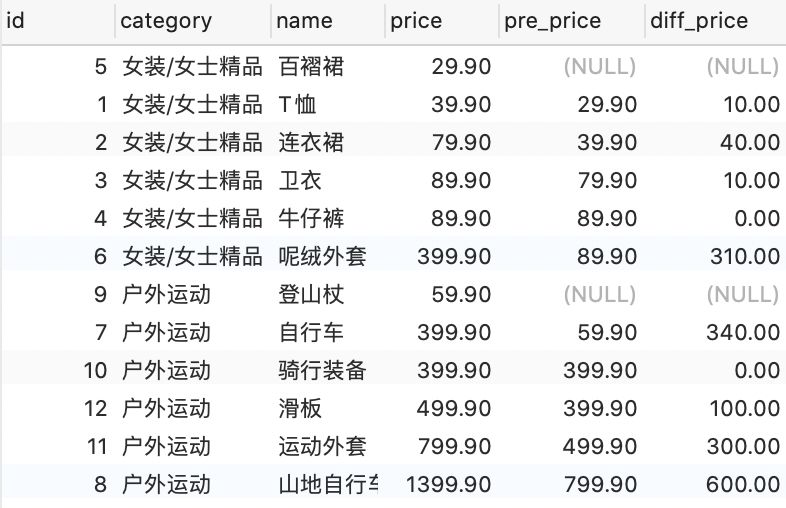 id category name price pre_price diff_price
5 女装/女士精品 百褶裙 29.90 (NULL) (NULL)
1 女装/女士精品 T恤 39.90 29.90 10.00
2 女装/女士精品 连衣裙 79.90 39.90 40.00
3 女装/女士精品 卫衣 89.90 79.90 10.00
4 女装/女士精品 牛仔裤 89.90 89.90 0.00
6 女装/女士精品 呢绒外套 399.90 89.90 310.00
9 户外运动 登山杖 59.90 (NULL) (NULL)
7 户外运动 自行车 399.90 59.90 340.00
10 户外运动 骑行装备 399.90 399.90 0.00
12 户外运动 滑板 499.90 399.90 100.00
11 户外运动 运动外套 799.90 499.90 300.00
8 户外运动 山地自行车 1399.90 799.90 600.00